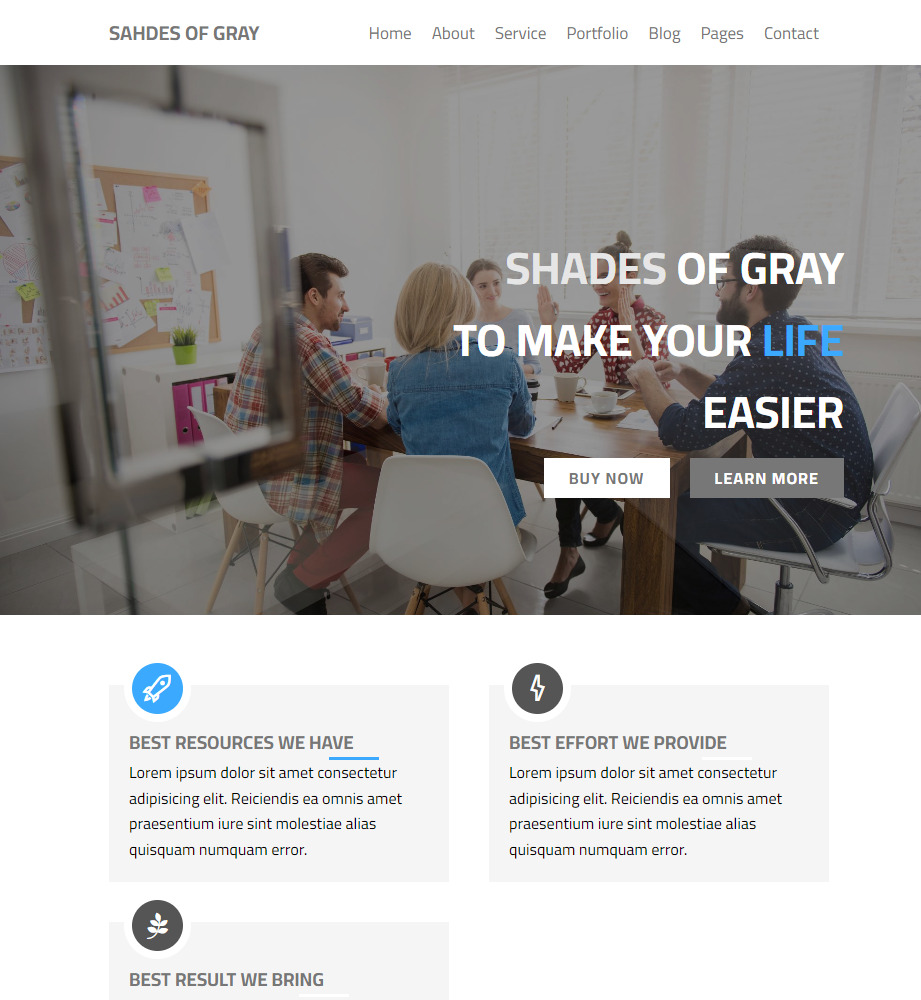 SAHDES OF GRAY
Home About Service Portfolio Blog Pages Contact
SHADES OF GRAY
TO MAKE YOUR LIFE
EASIER
BUY NOW LEARN MORE
BEST RESOURCES WE HAVE
Lorem ipsum dolor sit amet consectetur
adipisicing elit. Reiciendis ea omnis amet
praesentium iure sint molestiae alias
quisquam numquam error.
BEST EFFORT WE PROVIDE
Lorem ipsum dolor sit amet consectetur
adipisicing elit. Reiciendis ea omnis amet
praesentium iure sint molestiae alias
quisquam numquam error.
BEST RESULT WE BRING